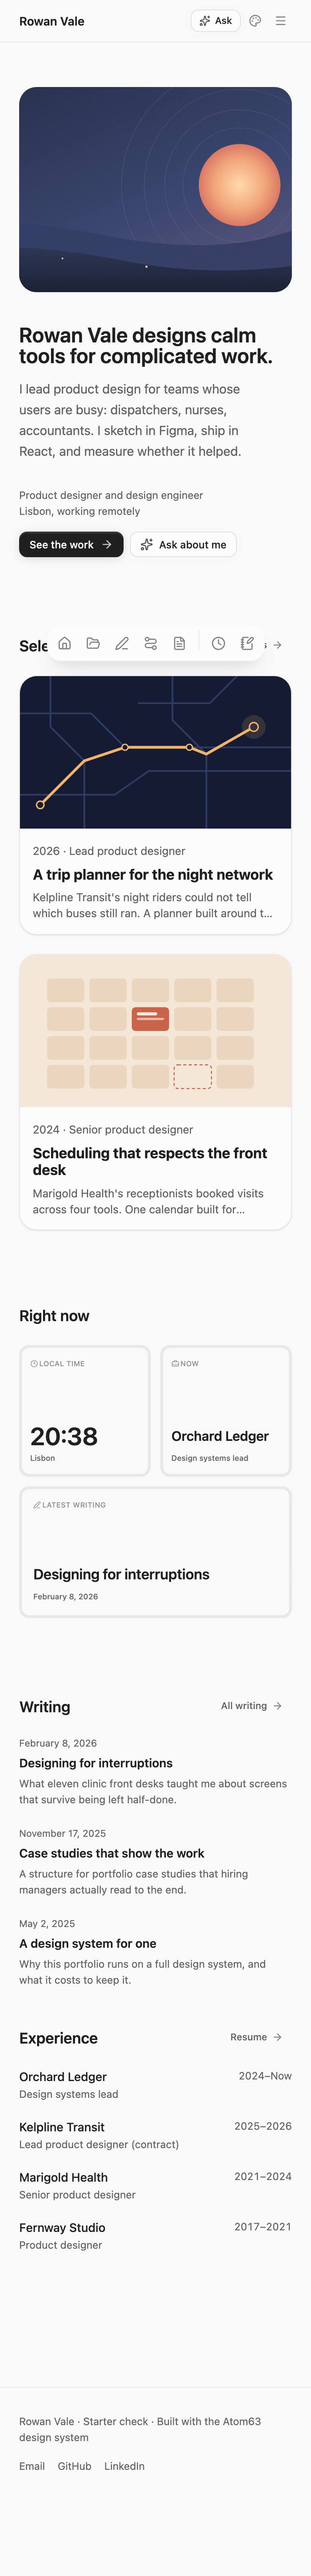 Rowan Vale
Ask
Rowan Vale designs calm
tools for complicated work.
I lead product design for teams whose
users are busy: dispatchers, nurses,
accountants. I sketch in Figma, ship in
React, and measure whether it helped.
Product designer and design engineer
Lisbon, working remotely
See the work
Ask about me
Sele
2026 · Lead product designer
A trip planner for the night network
Kelpline Transit's night riders could not tell
which buses still ran. A planner built around t…
2024 · Senior product designer
Scheduling that respects the front
desk
Marigold Health's receptionists booked visits
across four tools. One calendar built for…
Right now
LOCAL TIME
20:38
Lisbon
NOW
Orchard Ledger
Design systems lead
LATEST WRITING
Designing for interruptions
February 8, 2026
Writing
All writing
February 8, 2026
Designing for interruptions
What eleven clinic front desks taught me about screens
that survive being left half-done.
November 17, 2025
Case studies that show the work
A structure for portfolio case studies that hiring
managers actually read to the end.
May 2, 2025
A design system for one
Why this portfolio runs on a full design system, and
what it costs to keep it.
Experience
Resume
Orchard Ledger
2024–Now
Design systems lead
Kelpline Transit
2025–2026
Lead product designer (contract)
Marigold Health
2021–2024
Senior product designer
Fernway Studio
2017–2021
Product designer
Rowan Vale · Starter check · Built with the Atom63
design system
Email
GitHub
LinkedIn